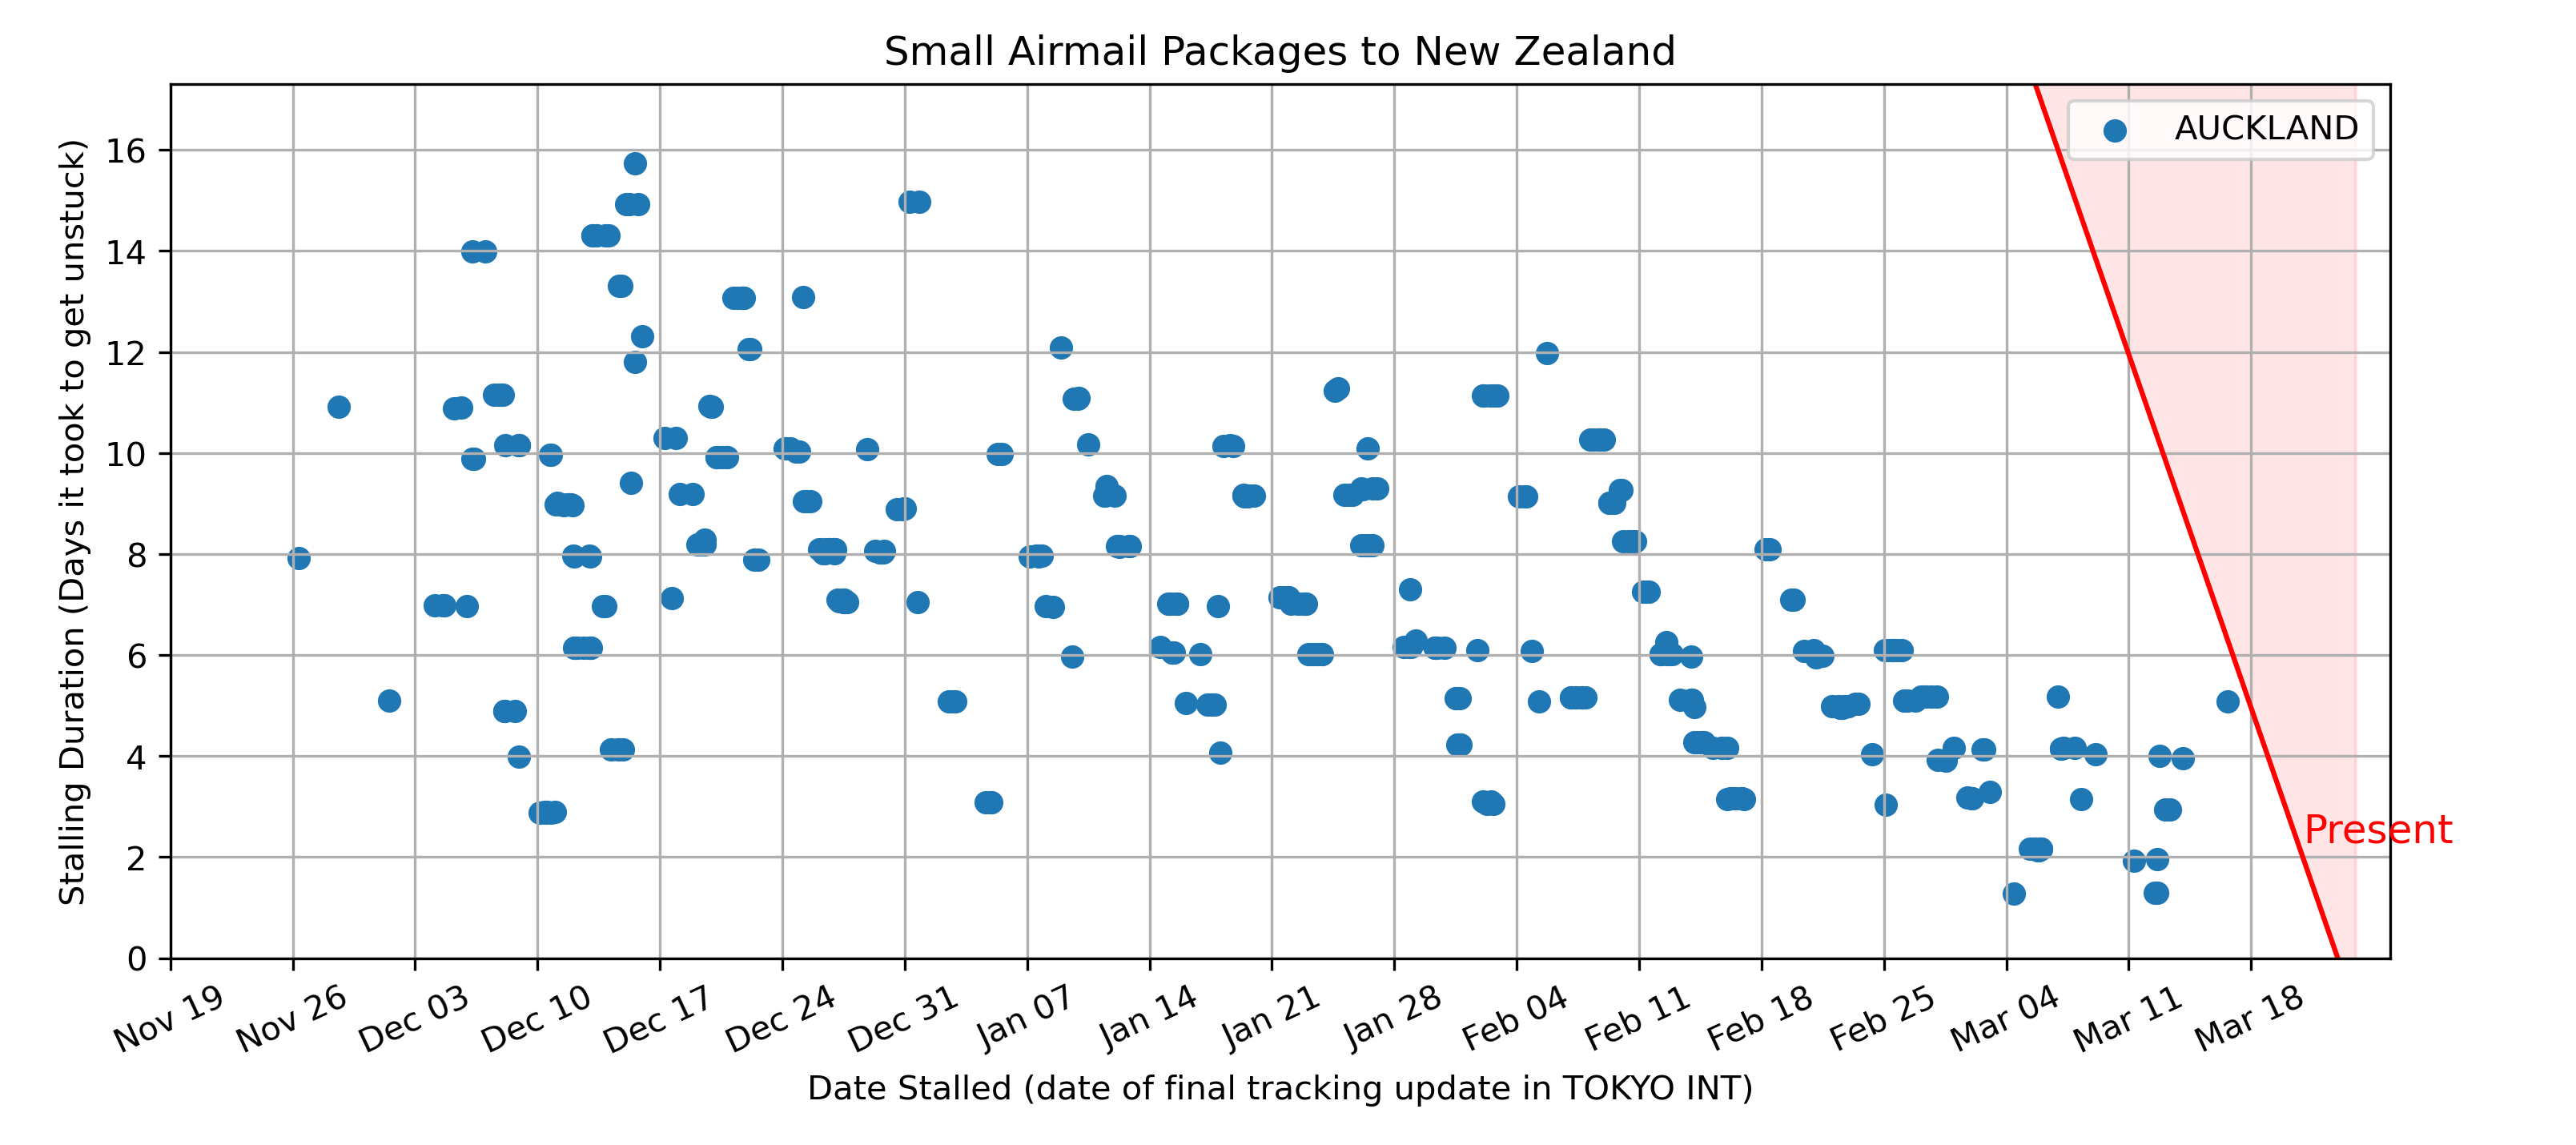 Small Airmail Packages to New Zealand
AUCKLAND
Stalling Duration (Days it took to get unstuck)
16
14
12
10
8
6
4
2
0
Present
Nov 19 Nov 26 Dec 03 Dec 10 Dec 17 Dec 24 Dec 31 Jan 07 Jan 14 Jan 21 Jan 28 Feb 04 Feb 11 Feb 18 Feb 25 Mar 04 Mar 11 Mar 18
Date Stalled (date of final tracking update in TOKYO INT)